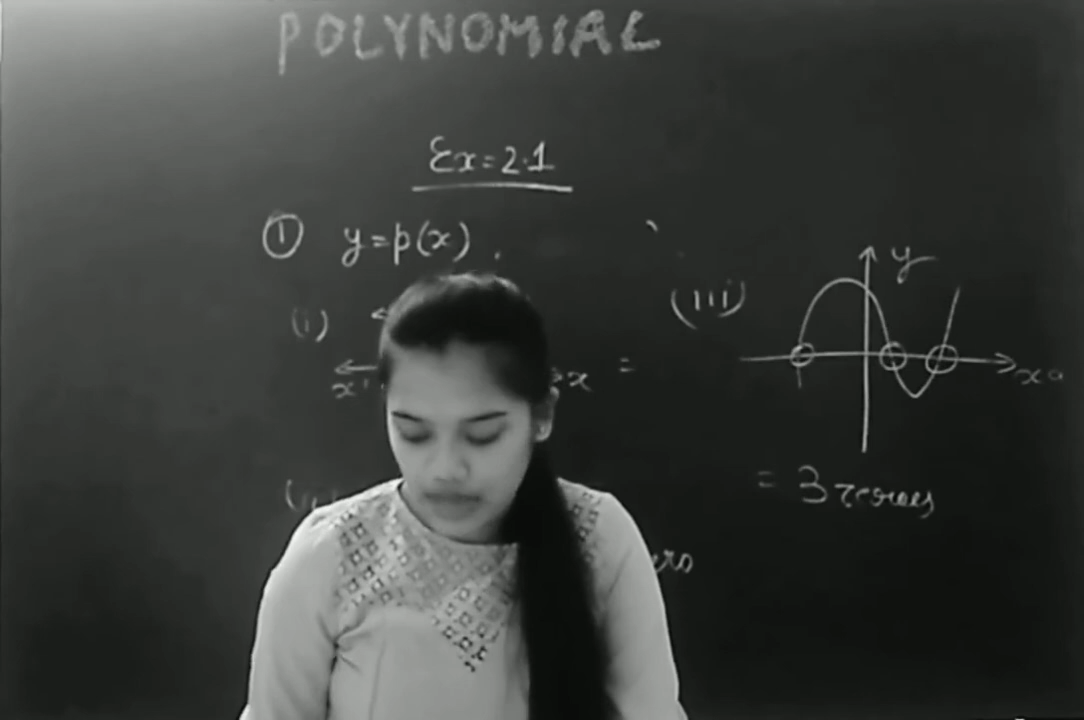 POLYNOMIAL
Ex=2.1
① y=p(x).
(i)
x' x =
(iii)
y
x
= 3 zeroes